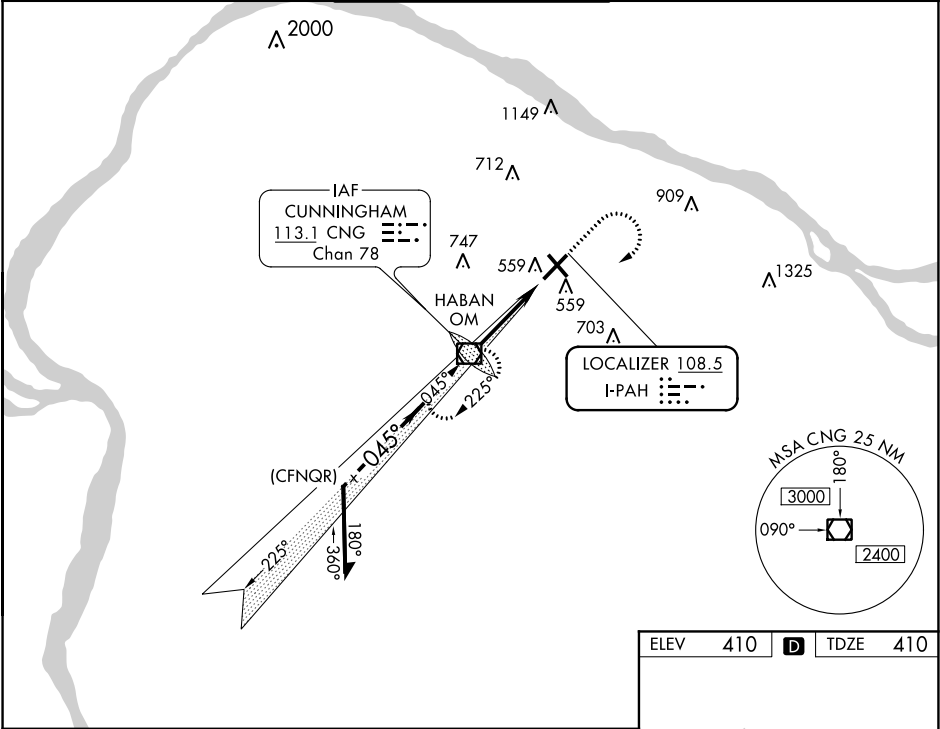 2000
1149
712
909
IAF
CUNNINGHAM
113.1 CNG
Chan 78
747
559
1325
HABAN
OM
559
703
LOCALIZER 108.5
I-PAH
045°
225°
045°
(CFNQR)
180°
360°
225°
MSA CNG 25 NM
180°
3000
090°
2400
ELEV 410 D TDZE 410